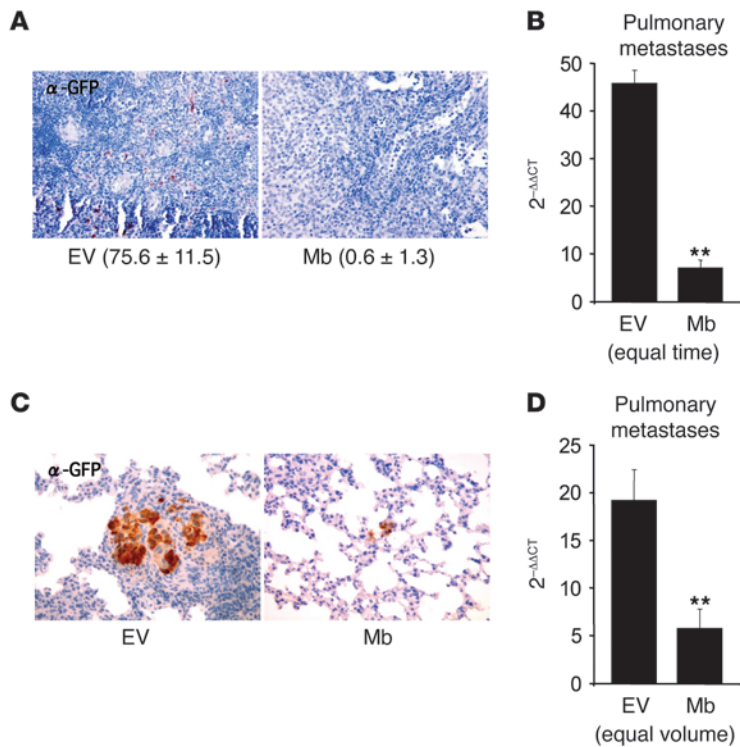 A
α-GFP
EV (75.6 ± 11.5)
Mb (0.6 ± 1.3)
B
Pulmonary
metastases
2^-ΔΔCT
50
40
30
20
10
0
**
EV
Mb
(equal time)
C
α-GFP
EV
Mb
D
Pulmonary
metastases
2^-ΔΔCT
25
20
15
10
5
0
**
EV
Mb
(equal volume)